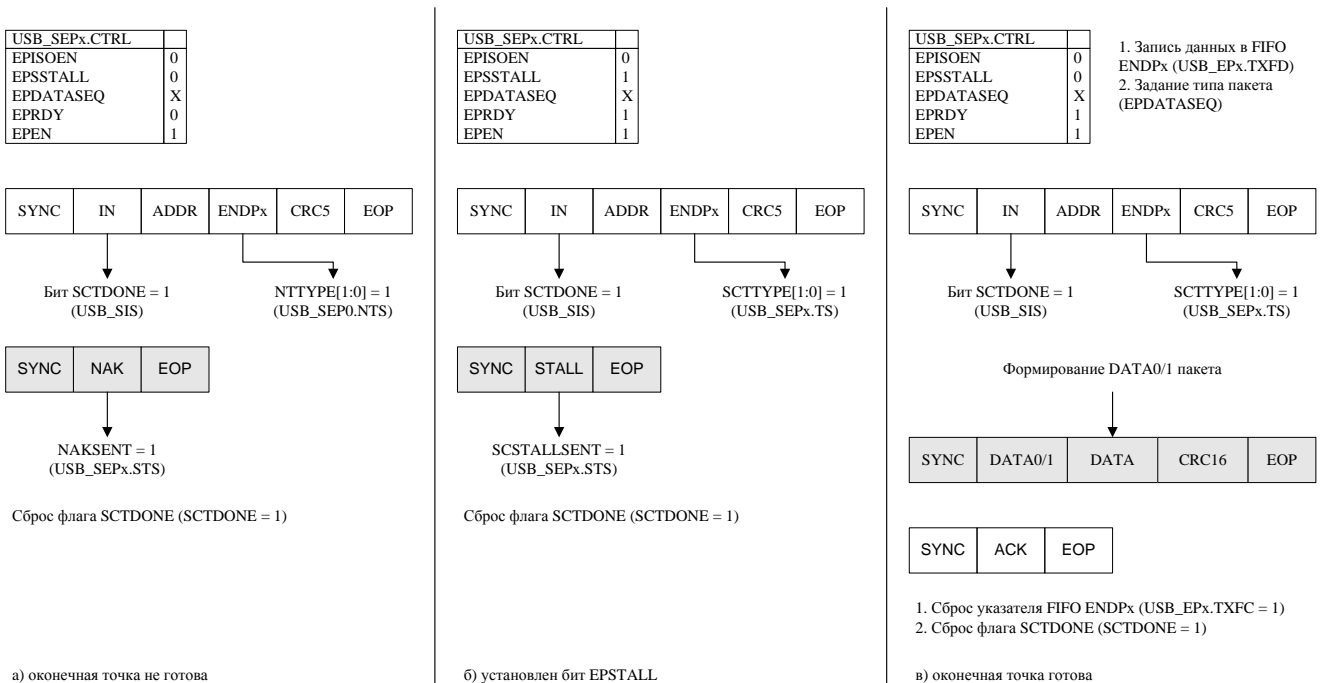 USB_SEPx.CTRL
EPISOEN 0
EPSSTALL 0
EPDATASEQ X
EPRDY 0
EPEN 1
SYNC IN ADDR ENDPx CRC5 EOP
Бит SCTDONE = 1
(USB_SIS)
NTTYPE[1:0] = 1
(USB_SEP0.NTS)
SYNC NAK EOP
NAKSENT = 1
(USB_SEPx.STS)
Сброс флага SCTDONE (SCTDONE = 1)
а) оконечная точка не готова
USB_SEPx.CTRL
EPISOEN 0
EPSSTALL 1
EPDATASEQ X
EPRDY 1
EPEN 1
SYNC IN ADDR ENDPx CRC5 EOP
Бит SCTDONE = 1
(USB_SIS)
SCTTYPE[1:0] = 1
(USB_SEPx.TS)
SYNC STALL EOP
SCSTALLSENT = 1
(USB_SEPx.STS)
Сброс флага SCTDONE (SCTDONE = 1)
б) установлен бит EPSTALL
USB_SEPx.CTRL
EPISOEN 0
EPSSTALL 0
EPDATASEQ X
EPRDY 1
EPEN 1
1. Запись данных в FIFO
ENDPx (USB_EPx.TXFD)
2. Задание типа пакета
(EPDATASEQ)
SYNC IN ADDR ENDPx CRC5 EOP
Бит SCTDONE = 1
(USB_SIS)
SCTTYPE[1:0] = 1
(USB_SEPx.TS)
Формирование DATA0/1 пакета
SYNC DATA0/1 DATA CRC16 EOP
SYNC ACK EOP
1. Сброс указателя FIFO ENDPx (USB_EPx.TXFC = 1)
2. Сброс флага SCTDONE (SCTDONE = 1)
в) оконечная точка готова